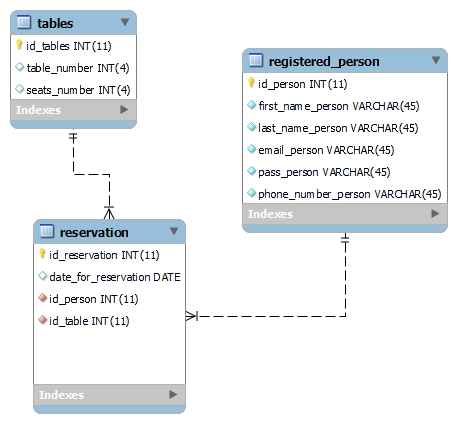 tables
id_tables INT(11)
table_number INT(4)
seats_number INT(4)
Indexes
registered_person
id_person INT(11)
first_name_person VARCHAR(45)
last_name_person VARCHAR(45)
email_person VARCHAR(45)
pass_person VARCHAR(45)
phone_number_person VARCHAR(45)
Indexes
reservation
id_reservation INT(11)
date_for_reservation DATE
id_person INT(11)
id_table INT(11)
Indexes